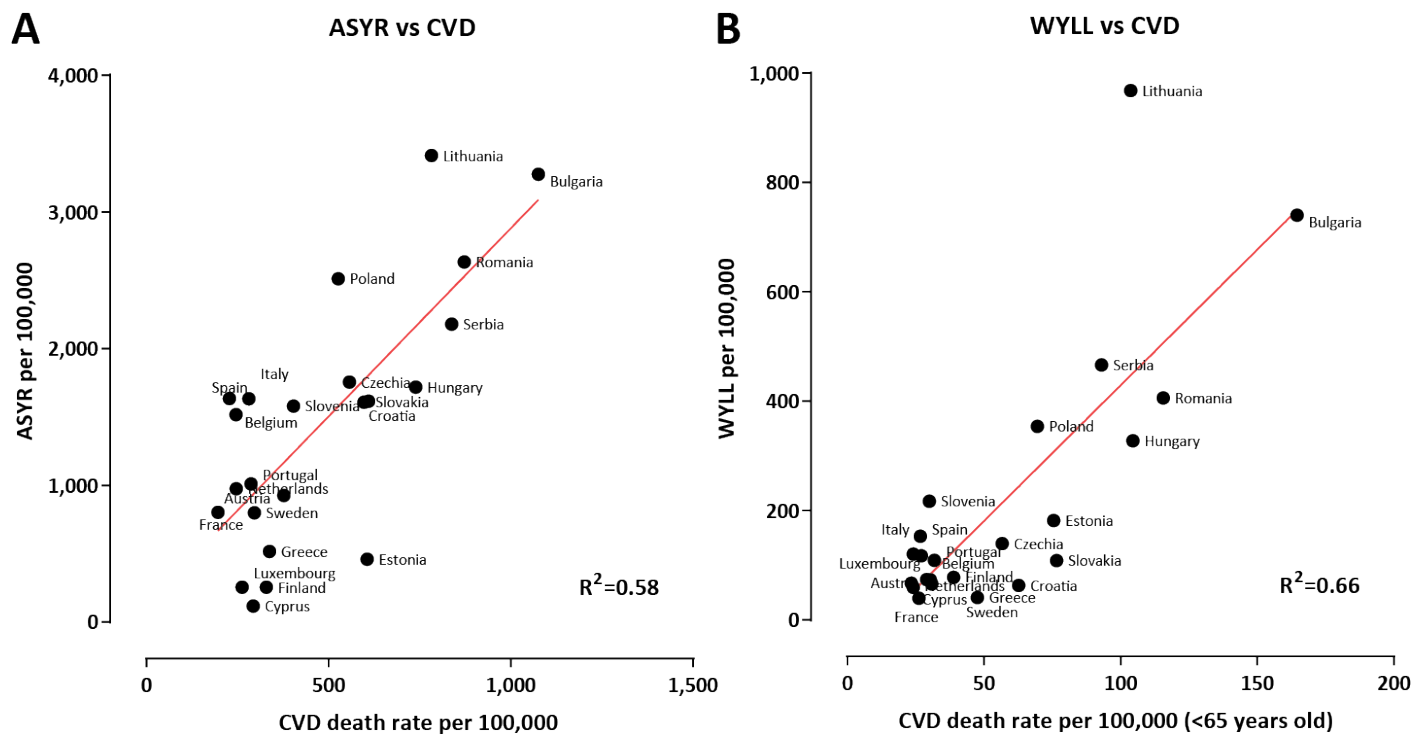 A
ASYR vs CVD
4,000
3,000
2,000
1,000
0
ASYR per 100,000
Lithuania
Bulgaria
Romania
Poland
Serbia
Italy
Spain
Czechia
Hungary
Slovenia
Slovakia
Croatia
Belgium
Portugal
Netherlands
Austria
France
Sweden
Greece
Estonia
Luxembourg
Finland
Cyprus
R²=0.58
0
500
1,000
1,500
CVD death rate per 100,000
B
WYLL vs CVD
1,000
800
600
400
200
0
WYLL per 100,000
Lithuania
Bulgaria
Serbia
Romania
Poland
Hungary
Slovenia
Estonia
Italy
Spain
Czechia
Portugal
Luxembourg
Belgium
Slovakia
Finland
Austria
Netherlands
Croatia
Cyprus
Greece
Sweden
France
R²=0.66
0
50
100
150
200
CVD death rate per 100,000 (<65 years old)